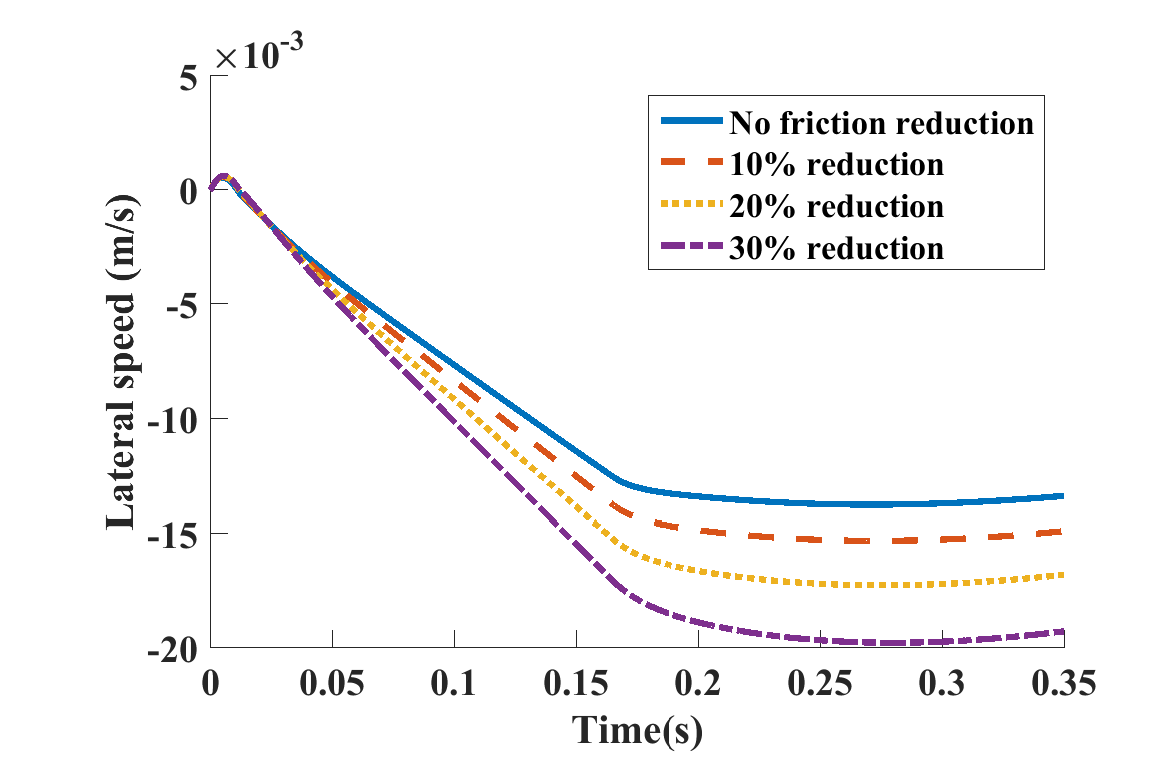 ×10-3
5
0
-5
-10
-15
-20
Lateral speed (m/s)
No friction reduction
10% reduction
20% reduction
30% reduction
0 0.05 0.1 0.15 0.2 0.25 0.3 0.35
Time(s)